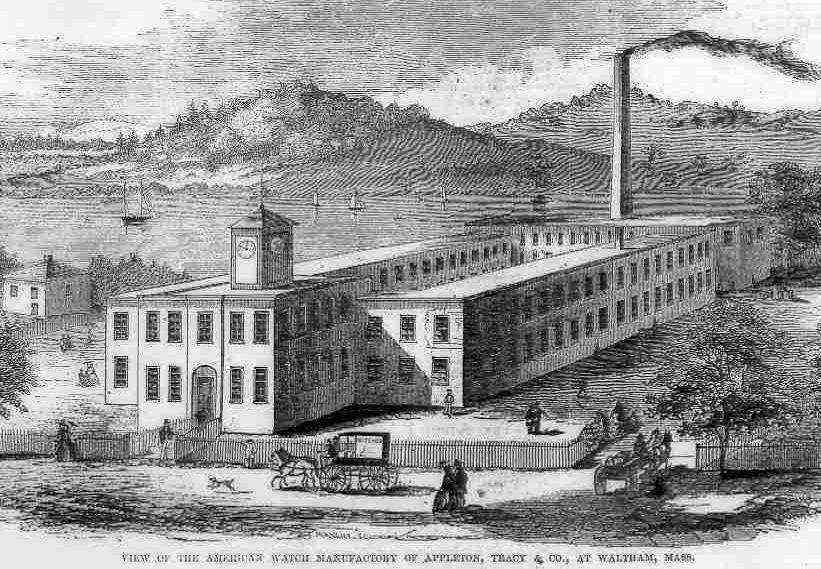 VIEW OF THE AMERICAN WATCH MANUFACTORY OF APPLETON, TRACY & CO., AT WALTHAM, MASS.